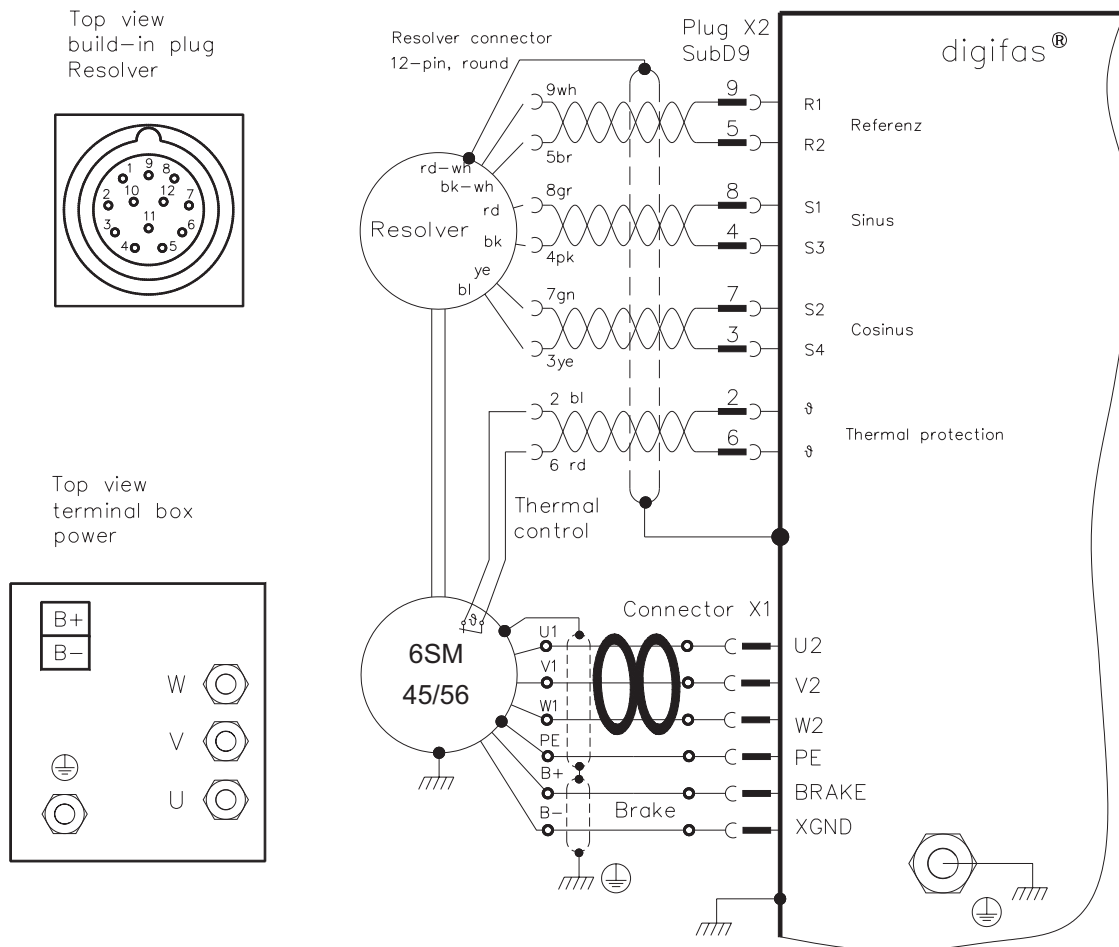 Top view
build-in plug
Resolver
1 9 8
2 10 12 7
3 11 6
4 5
Top view
terminal box
power
B+
B-
W
V
U
Resolver connector
12-pin, round
Plug X2
SubD9
digifas®
9wh
9
R1
Referenz
5br
5
R2
rd-wh
bk-wh
8gr
8
S1
Sinus
rd
Resolver
bk
4pk
4
S3
ye
bl
7gn
7
S2
Cosinus
3ye
3
S4
2 bl
2
ϑ
Thermal protection
6 rd
6
ϑ
Thermal
control
ϑ
Connector X1
6SM
45/56
U1
U2
V1
V2
W1
W2
PE
PE
B+
BRAKE
B-
Brake
XGND